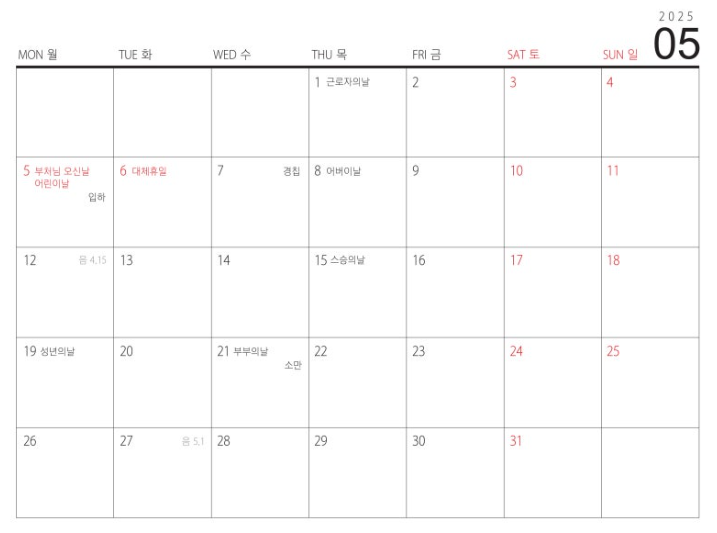 2025
05
MON 월 TUE 화 WED 수 THU 목 FRI 금 SAT 토 SUN 일
1 근로자의날 2 3 4
5 부처님 오신날 6 대체휴일 7 경칩 8 어버이날 9 10 11
어린이날
입하
12 음 4.15 13 14 15 스승의날 16 17 18
19 성년의날 20 21 부부의날 22 23 24 25
소만
26 27 음 5.1 28 29 30 31